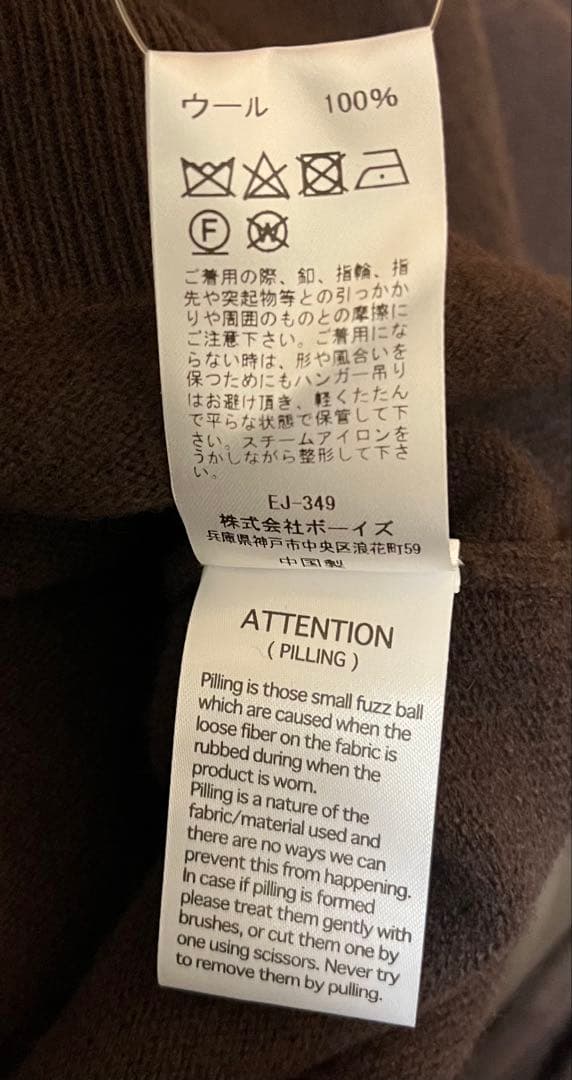 ウール 100%
F W
ご着用の際、釦、指輪、指
先や突起物等との引っかか
りや周囲のものとの摩擦に
ご注意下さい。ご着用にな
らない時は、形や風合いを
保つためにもハンガー吊り
はお避け頂き、軽くたたん
で平らな状態で保管して下
さい。スチームアイロンを
うかしながら整形して下さ
い。
EJ-349
株式会社ボーイズ
兵庫県神戸市中央区浪花町59
中国製
ATTENTION
( PILLING )
Pilling is those small fuzz ball
which are caused when the
loose fiber on the fabric is
rubbed during when the
product is worn.
Pilling is a nature of the
fabric/material used and
there are no ways we can
prevent this from happening.
In case if pilling is formed
please treat them gently with
brushes, or cut them one by
one using scissors. Never try
to remove them by pulling.